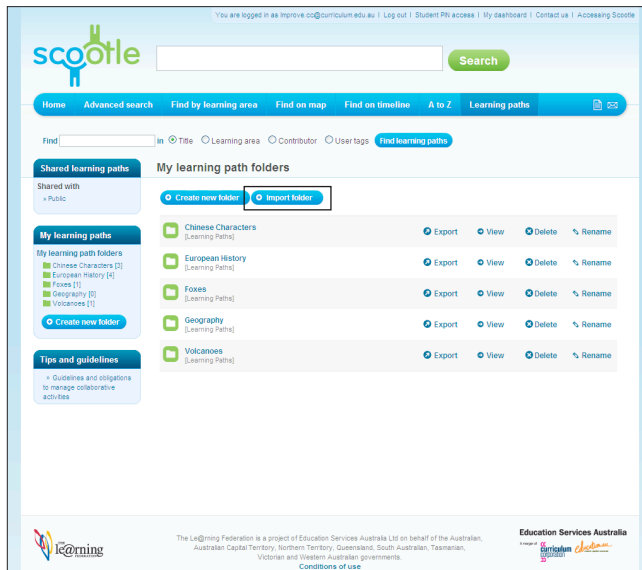 You are logged in as improve.cc@curriculum.edu.au | Log out | Student PIN access | My dashboard | Contact us | Accessing Scootle
scootle
Search
Home Advanced search Find by learning area Find on map Find on timeline A to Z Learning paths
Find in Title Learning area Contributor User tags Find learning paths
Shared learning paths
Shared with
» Public
My learning paths
My learning path folders
Chinese Characters [3]
European History [4]
Foxes [1]
Geography [0]
Volcanoes [1]
Create new folder
Tips and guidelines
» Guidelines and obligations
to manage collaborative
activities
My learning path folders
Create new folder Import folder
Chinese Characters Export View Delete Rename
[Learning Paths]
European History Export View Delete Rename
[Learning Paths]
Foxes Export View Delete Rename
[Learning Paths]
Geography Export View Delete Rename
[Learning Paths]
Volcanoes Export View Delete Rename
[Learning Paths]
THE
le@rning
FEDERATION
The Le@rning Federation is a project of Education Services Australia Ltd on behalf of the Australian,
Australian Capital Territory, Northern Territory, Queensland, South Australian, Tasmanian,
Victorian and Western Australian governments.
Conditions of use
Education Services Australia
A merger of
curriculum
corporation
education.au